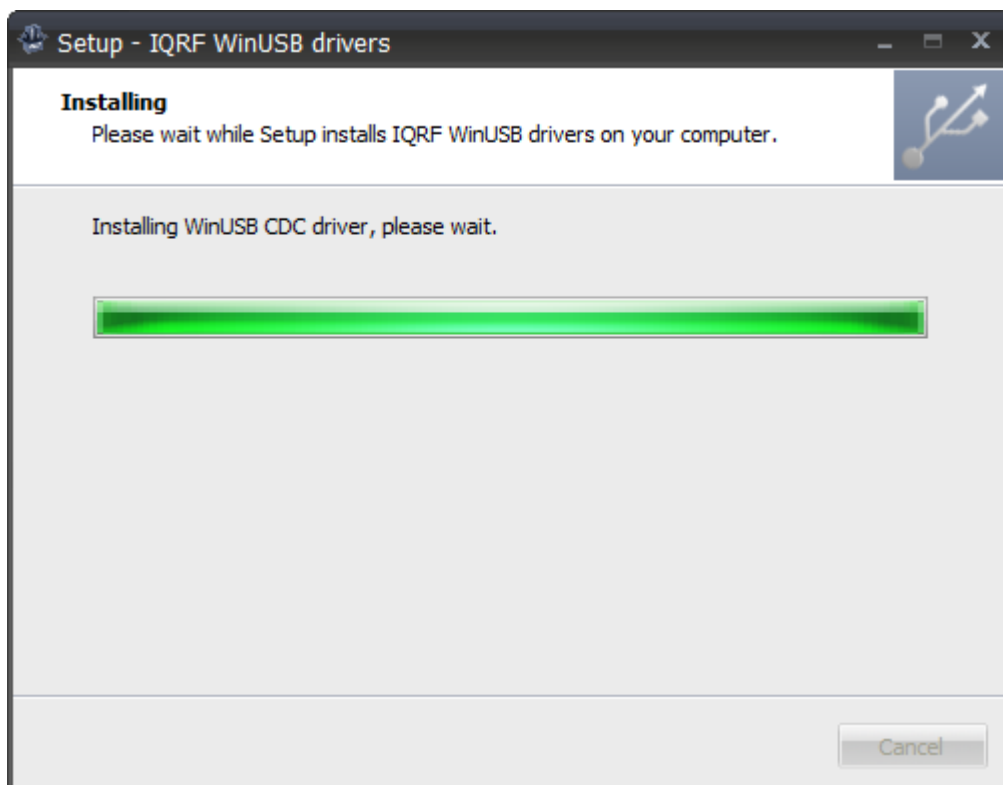 Setup - IQRF WinUSB drivers
Installing
Please wait while Setup installs IQRF WinUSB drivers on your computer.
Installing WinUSB CDC driver, please wait.
Cancel